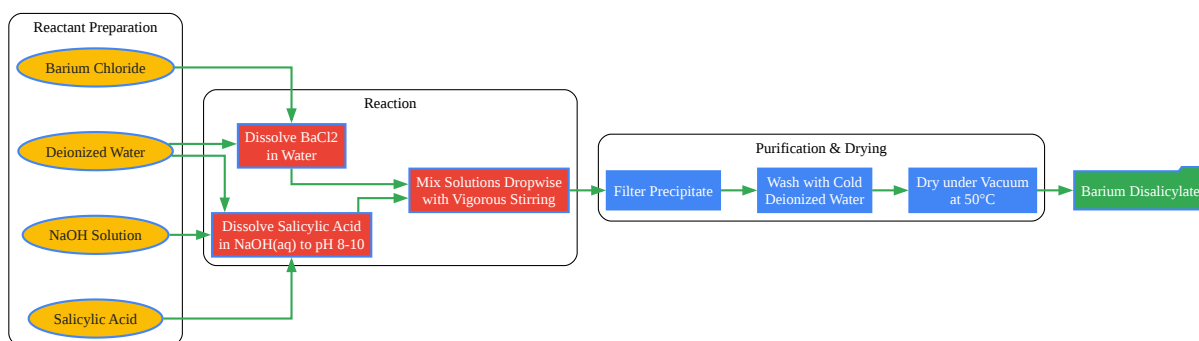 Reactant Preparation
Barium Chloride
Deionized Water
NaOH Solution
Salicylic Acid
Reaction
Dissolve BaCl2
in Water
Dissolve Salicylic Acid
in NaOH(aq) to pH 8-10
Mix Solutions Dropwise
with Vigorous Stirring
Purification & Drying
Filter Precipitate
Wash with Cold
Deionized Water
Dry under Vacuum
at 50°C
Barium Disalicylate